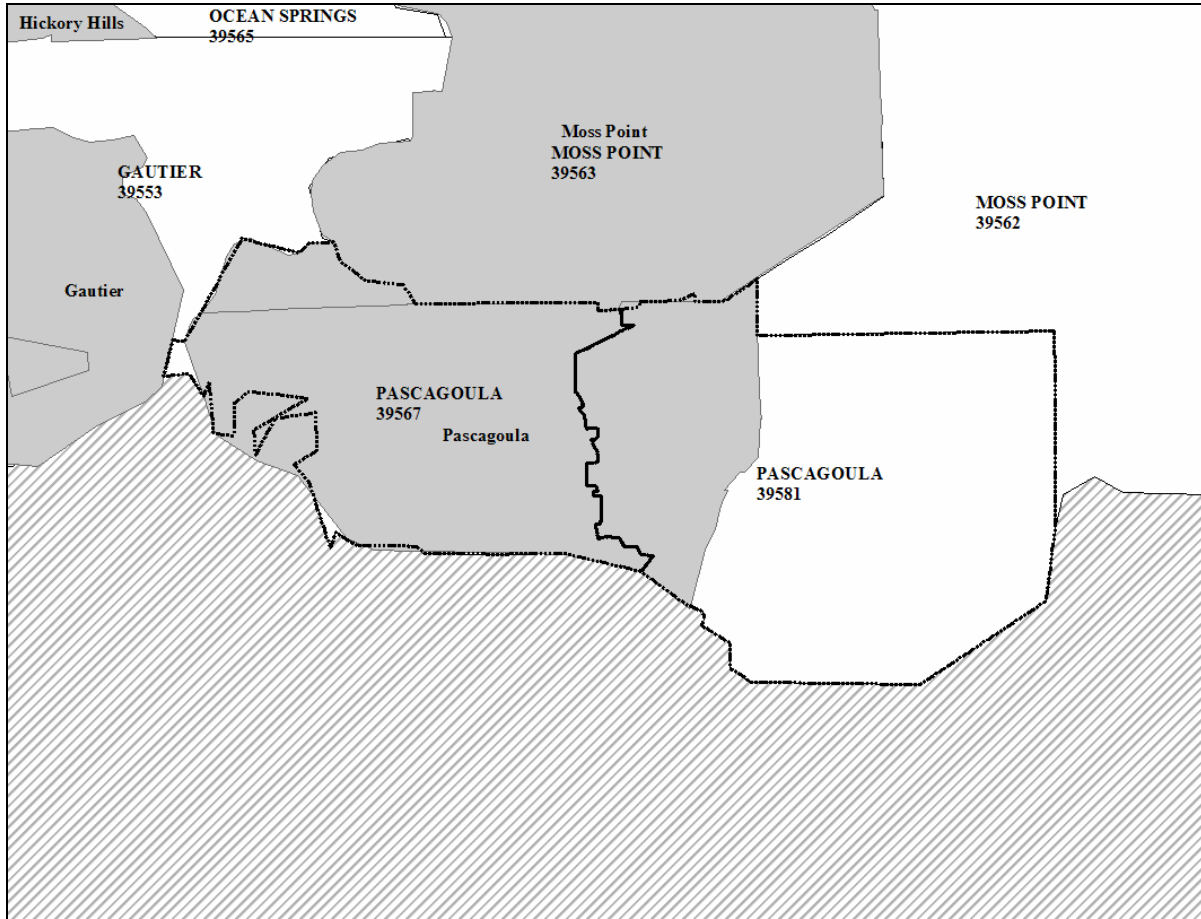 Hickory Hills
OCEAN SPRINGS
39565
Moss Point
MOSS POINT
39563
GAUTIER
39553
MOSS POINT
39562
Gautier
PASCAGOULA
39567
Pascagoula
PASCAGOULA
39581